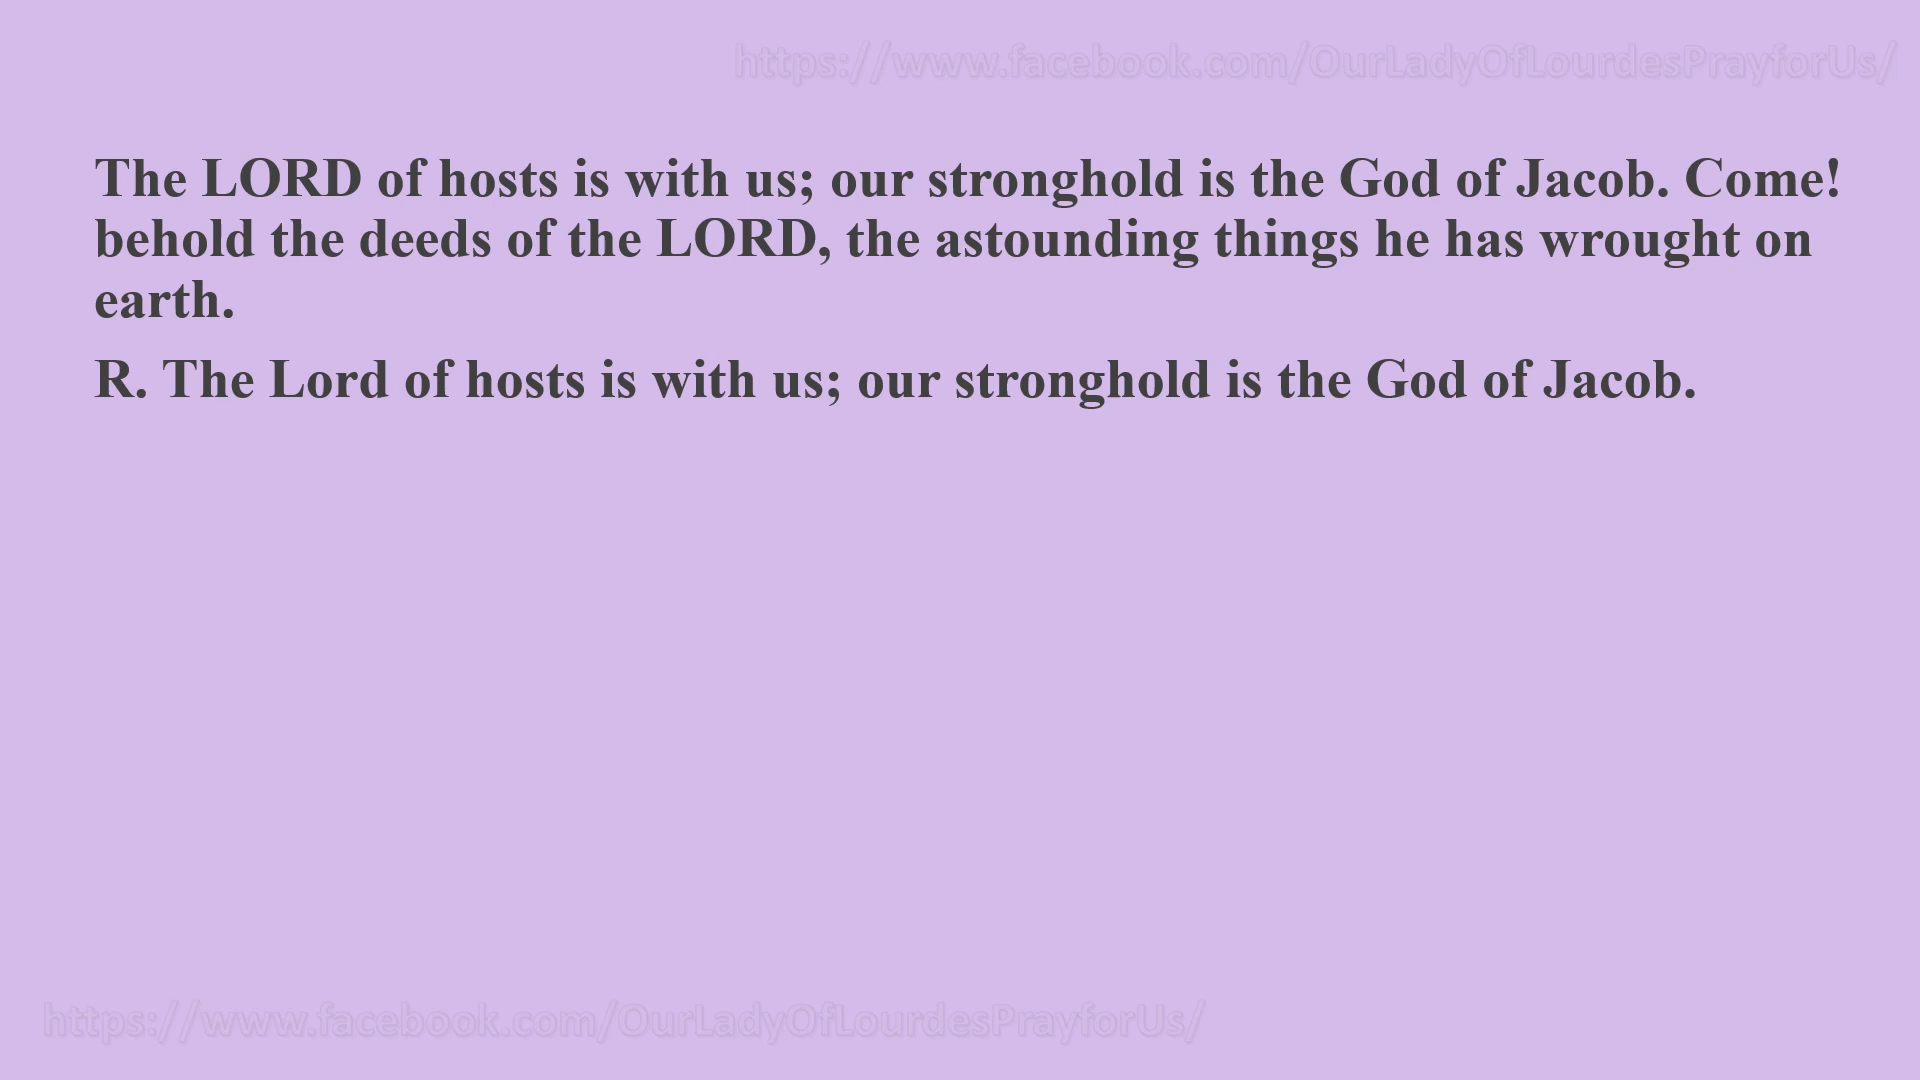 https://www.facebook.com/OurLadyOfLourdesPrayforUs/
The LORD of hosts is with us; our stronghold is the God of Jacob. Come!
behold the deeds of the LORD, the astounding things he has wrought on
earth.
R. The Lord of hosts is with us; our stronghold is the God of Jacob.
https://www.facebook.com/OurLadyOfLourdesPrayforUs/